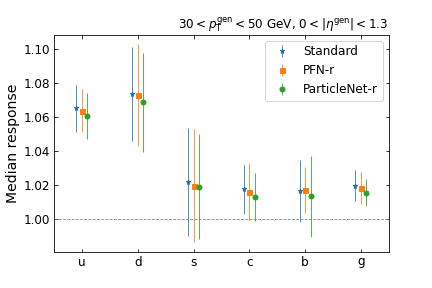 30 < p_T^gen < 50 GeV, 0 < |η^gen| < 1.3
Median response
1.10
1.08
1.06
1.04
1.02
1.00
Standard
PFN-r
ParticleNet-r
u d s c b g